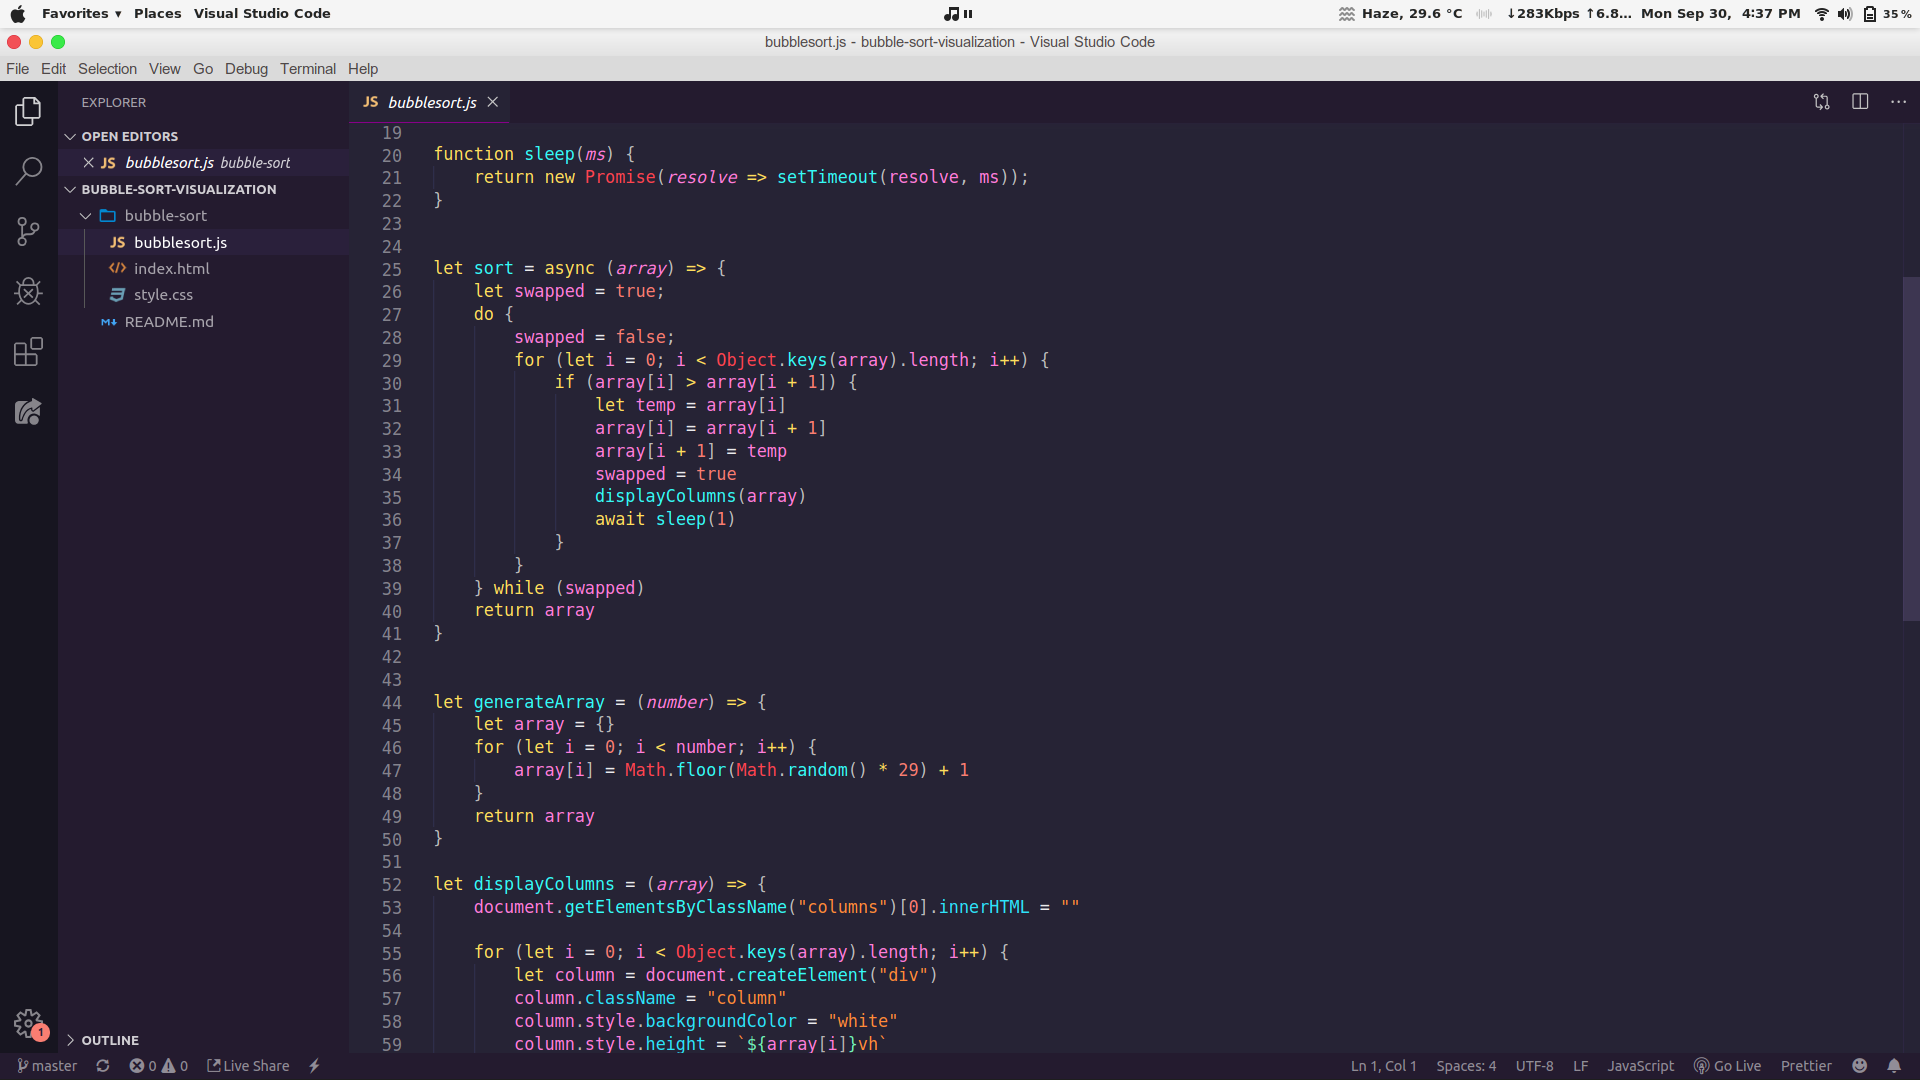 Favorites ▾ Places Visual Studio Code
Haze, 29.6 °C ↓283Kbps ↑6.8... Mon Sep 30, 4:37 PM 35%
bubblesort.js - bubble-sort-visualization - Visual Studio Code
File Edit Selection View Go Debug Terminal Help
EXPLORER
OPEN EDITORS
JS bubblesort.js bubble-sort
BUBBLE-SORT-VISUALIZATION
bubble-sort
JS bubblesort.js
index.html
style.css
README.md
OUTLINE
1
JS bubblesort.js
19
20 function sleep(ms) {
21     return new Promise(resolve => setTimeout(resolve, ms));
22 }
23
24
25 let sort = async (array) => {
26     let swapped = true;
27     do {
28         swapped = false;
29         for (let i = 0; i < Object.keys(array).length; i++) {
30             if (array[i] > array[i + 1]) {
31                 let temp = array[i]
32                 array[i] = array[i + 1]
33                 array[i + 1] = temp
34                 swapped = true
35                 displayColumns(array)
36                 await sleep(1)
37             }
38         }
39     } while (swapped)
40     return array
41 }
42
43
44 let generateArray = (number) => {
45     let array = {}
46     for (let i = 0; i < number; i++) {
47         array[i] = Math.floor(Math.random() * 29) + 1
48     }
49     return array
50 }
51
52 let displayColumns = (array) => {
53     document.getElementsByClassName("columns")[0].innerHTML = ""
54
55     for (let i = 0; i < Object.keys(array).length; i++) {
56         let column = document.createElement("div")
57         column.className = "column"
58         column.style.backgroundColor = "white"
59         column.style.height = `${array[i]}vh`
master 0 0 Live Share Ln 1, Col 1 Spaces: 4 UTF-8 LF JavaScript Go Live Prettier